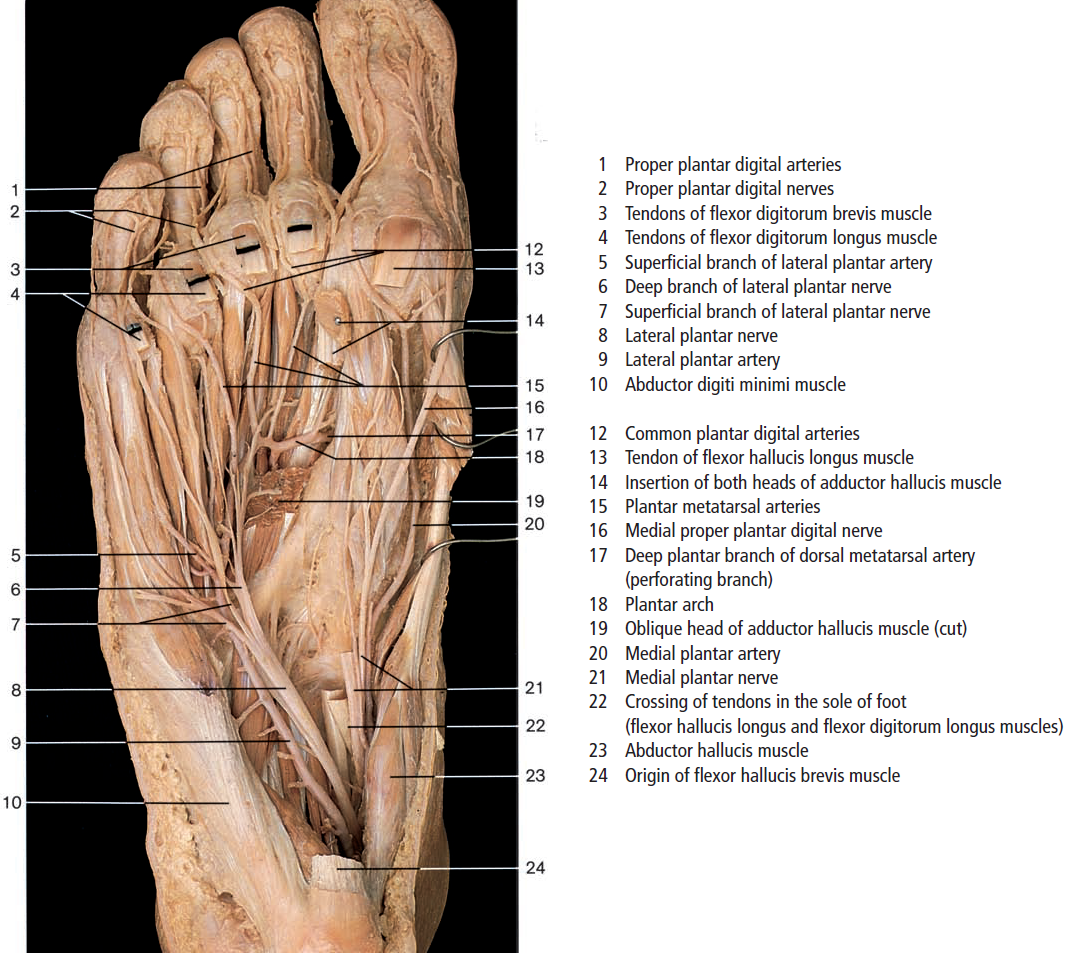 1
2
3
4
5
6
7
8
9
10
12
13
14
15
16
17
18
19
20
21
22
23
24
1 Proper plantar digital arteries
2 Proper plantar digital nerves
3 Tendons of flexor digitorum brevis muscle
4 Tendons of flexor digitorum longus muscle
5 Superficial branch of lateral plantar artery
6 Deep branch of lateral plantar nerve
7 Superficial branch of lateral plantar nerve
8 Lateral plantar nerve
9 Lateral plantar artery
10 Abductor digiti minimi muscle
12 Common plantar digital arteries
13 Tendon of flexor hallucis longus muscle
14 Insertion of both heads of adductor hallucis muscle
15 Plantar metatarsal arteries
16 Medial proper plantar digital nerve
17 Deep plantar branch of dorsal metatarsal artery
(perforating branch)
18 Plantar arch
19 Oblique head of adductor hallucis muscle (cut)
20 Medial plantar artery
21 Medial plantar nerve
22 Crossing of tendons in the sole of foot
(flexor hallucis longus and flexor digitorum longus muscles)
23 Abductor hallucis muscle
24 Origin of flexor hallucis brevis muscle